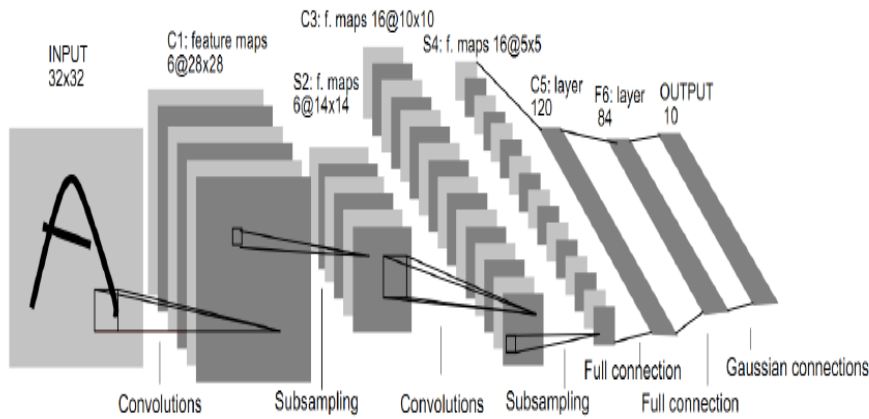 INPUT
32x32
C1: feature maps
6@28x28
S2: f. maps
6@14x14
C3: f. maps 16@10x10
S4: f. maps 16@5x5
C5: layer
120
F6: layer
84
OUTPUT
10
Convolutions
Subsampling
Convolutions
Subsampling
Full connection
Full connection
Gaussian connections